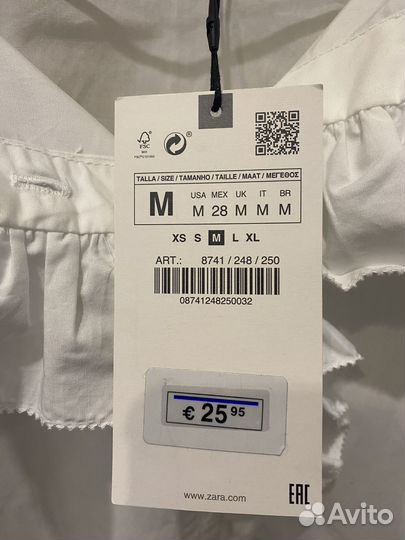 FSC
TALLA / SIZE / TAMANHO / TAILLE / MAAT / ΜΕΓΕΘΟΣ
M
USA MEX UK IT BR
M 28 M M M
XS S M L XL
ART.: 8741 / 248 / 250
08741248250032
€ 25 95
www.zara.com
EAC
Avito